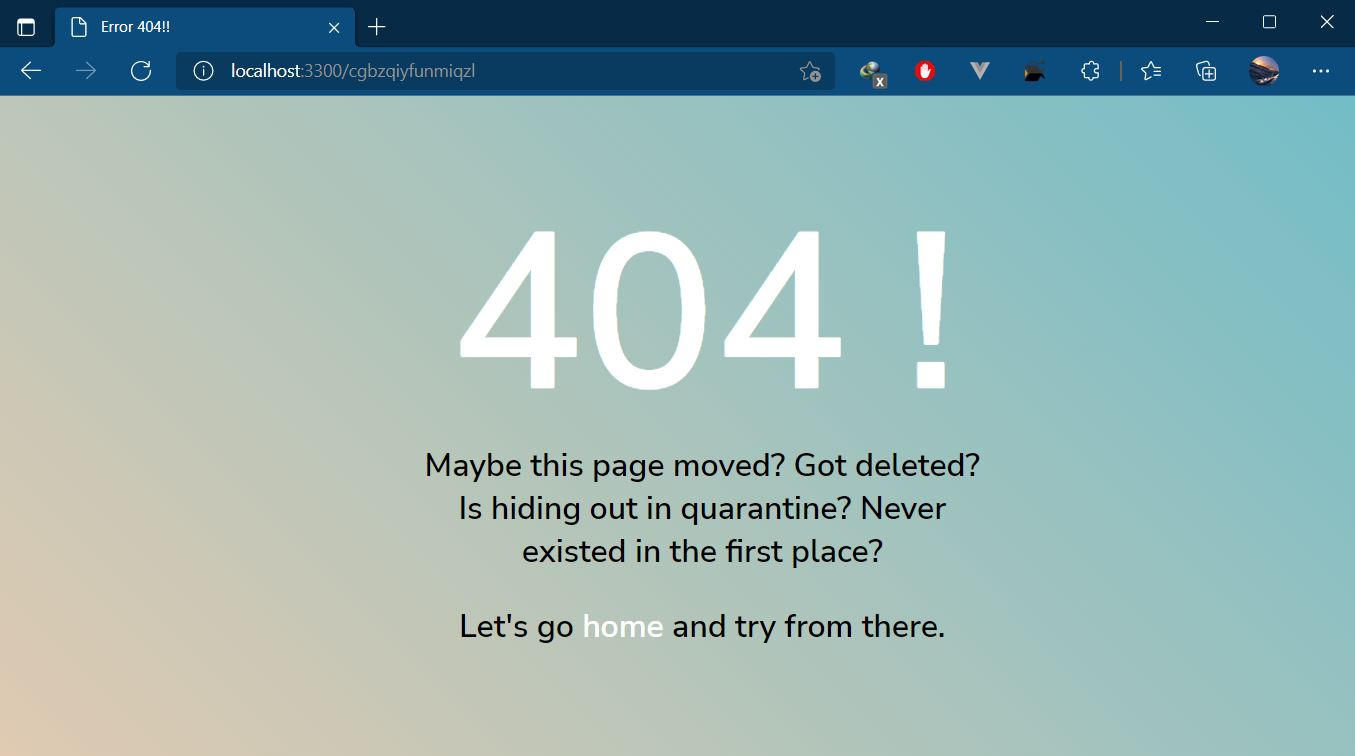 Error 404!!
localhost:3300/cgbzqiyfunmiqzl
x
404 !
Maybe this page moved? Got deleted?
Is hiding out in quarantine? Never
existed in the first place?
Let's go home and try from there.